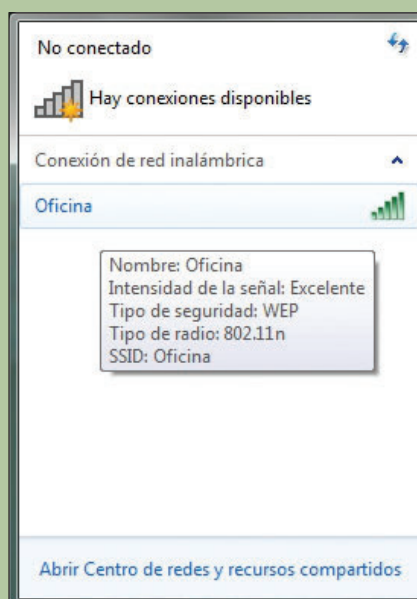 No conectado
Hay conexiones disponibles
Conexión de red inalámbrica
Oficina
Nombre: Oficina
Intensidad de la señal: Excelente
Tipo de seguridad: WEP
Tipo de radio: 802.11n
SSID: Oficina
Abrir Centro de redes y recursos compartidos